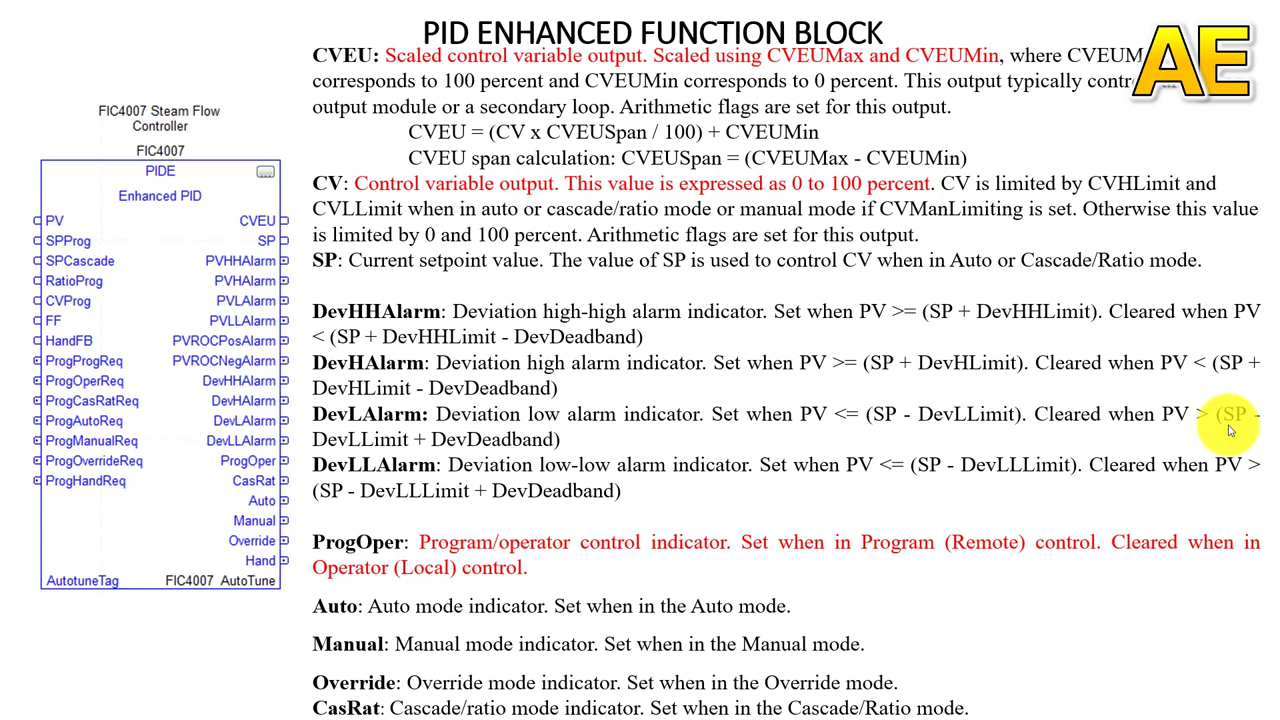 PID ENHANCED FUNCTION BLOCK
AE
FIC4007 Steam Flow
Controller
FIC4007
PIDE
...
Enhanced PID
PV CVEU
SPProg SP
SPCascade PVHHAlarm
RatioProg PVHAlarm
CVProg PVLAlarm
FF PVLLAlarm
HandFB PVROCPosAlarm
ProgProgReq PVROCNegAlarm
ProgOperReq DevHHAlarm
ProgCasRatReq DevHAlarm
ProgAutoReq DevLAlarm
ProgManualReq DevLLAlarm
ProgOverrideReq ProgOper
ProgHandReq CasRat
Auto
Manual
Override
Hand
AutotuneTag FIC4007_AutoTune
CVEU: Scaled control variable output. Scaled using CVEUMax and CVEUMin, where
corresponds to 100 percent and CVEUMin corresponds to 0 percent. This output typically
output module or a secondary loop. Arithmetic flags are set for this output.
CVEU = (CV x CVEUSpan / 100) + CVEUMin
CVEU span calculation: CVEUSpan = (CVEUMax - CVEUMin)
CV: Control variable output. This value is expressed as 0 to 100 percent. CV is limited by CVHLimit and
CVLLimit when in auto or cascade/ratio mode or manual mode if CVManLimiting is set. Otherwise this value
is limited by 0 and 100 percent. Arithmetic flags are set for this output.
SP: Current setpoint value. The value of SP is used to control CV when in Auto or Cascade/Ratio mode.
DevHHAlarm: Deviation high-high alarm indicator. Set when PV >= (SP + DevHHLimit). Cleared when PV
< (SP + DevHHLimit - DevDeadband)
DevHAlarm: Deviation high alarm indicator. Set when PV >= (SP + DevHLimit). Cleared when PV < (SP +
DevHLimit - DevDeadband)
DevLAlarm: Deviation low alarm indicator. Set when PV <= (SP - DevLLimit). Cleared when PV > (SP -
DevLLimit + DevDeadband)
DevLLAlarm: Deviation low-low alarm indicator. Set when PV <= (SP - DevLLLimit). Cleared when PV >
(SP - DevLLLimit + DevDeadband)
ProgOper: Program/operator control indicator. Set when in Program (Remote) control. Cleared when in
Operator (Local) control.
Auto: Auto mode indicator. Set when in the Auto mode.
Manual: Manual mode indicator. Set when in the Manual mode.
Override: Override mode indicator. Set when in the Override mode.
CasRat: Cascade/ratio mode indicator. Set when in the Cascade/Ratio mode.